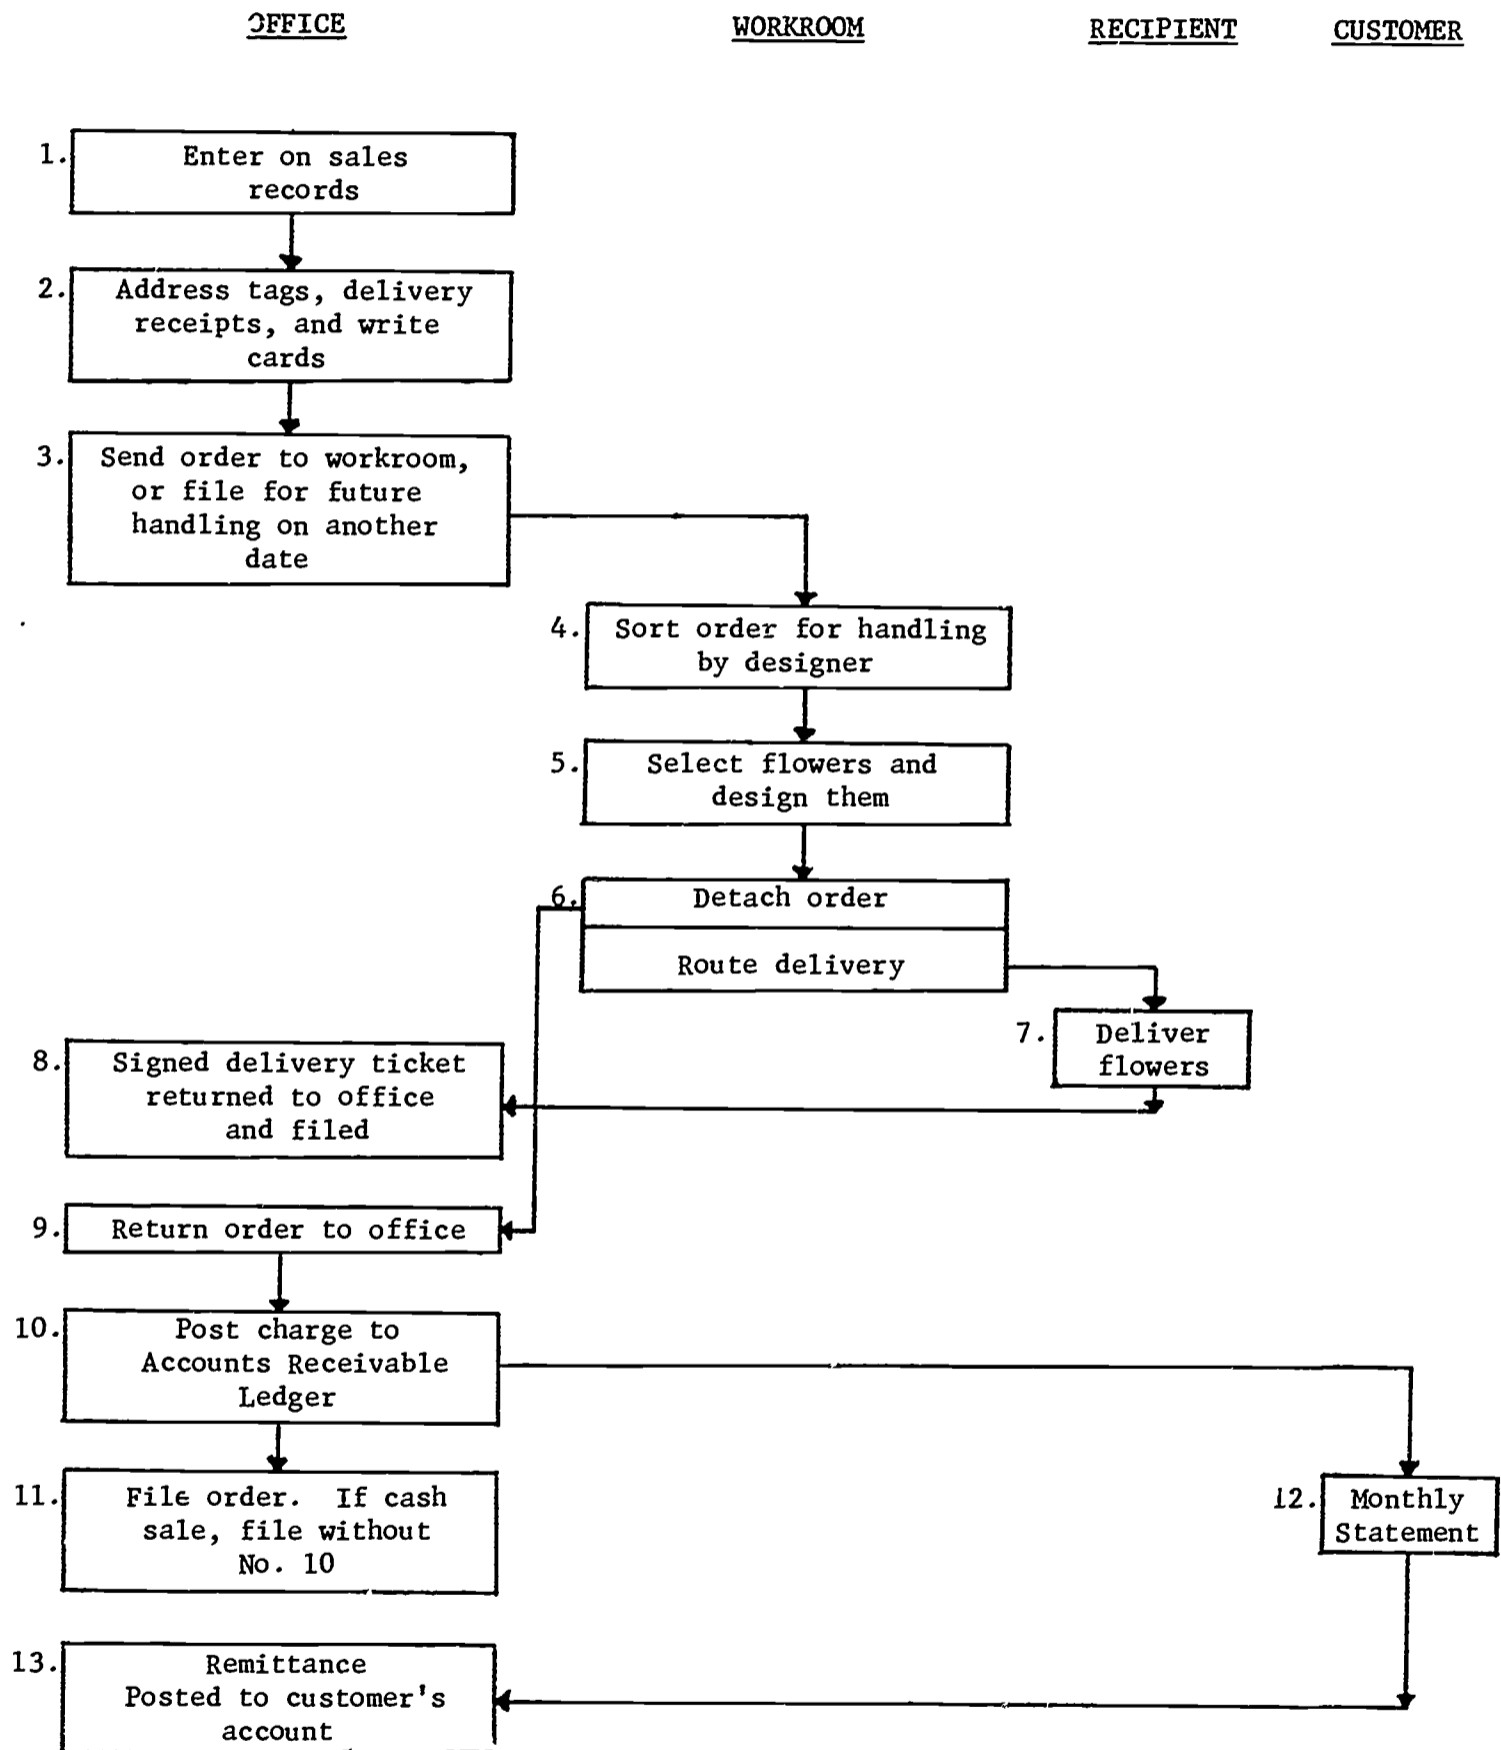 OFFICE WORKROOM RECIPIENT CUSTOMER
1. Enter on sales
records
2. Address tags, delivery
receipts, and write
cards
3. Send order to workroom,
or file for future
handling on another
date
4. Sort order for handling
by designer
5. Select flowers and
design them
6. Detach order
Route delivery
7. Deliver
flowers
8. Signed delivery ticket
returned to office
and filed
9. Return order to office
10. Post charge to
Accounts Receivable
Ledger
11. File order. If cash
sale, file without
No. 10
12. Monthly
Statement
13. Remittance
Posted to customer's
account